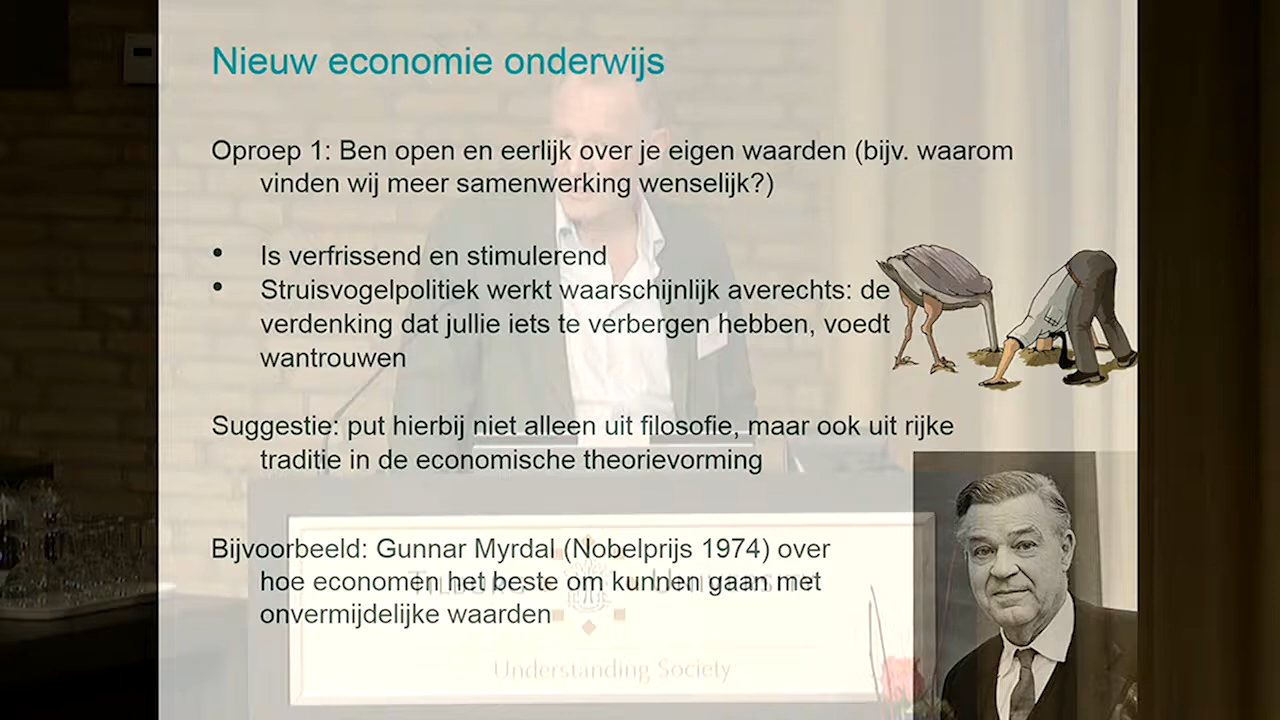 Nieuw economie onderwijs
Oproep 1: Ben open en eerlijk over je eigen waarden (bijv. waarom
vinden wij meer samenwerking wenselijk?)
• Is verfrissend en stimulerend
• Struisvogelpolitiek werkt waarschijnlijk averechts: de
verdenking dat jullie iets te verbergen hebben, voedt
wantrouwen
Suggestie: put hierbij niet alleen uit filosofie, maar ook uit rijke
traditie in de economische theorievorming
Bijvoorbeeld: Gunnar Myrdal (Nobelprijs 1974) over
hoe economen het beste om kunnen gaan met
onvermijdelijke waarden
TILBURG UNIVERSITY
Understanding Society